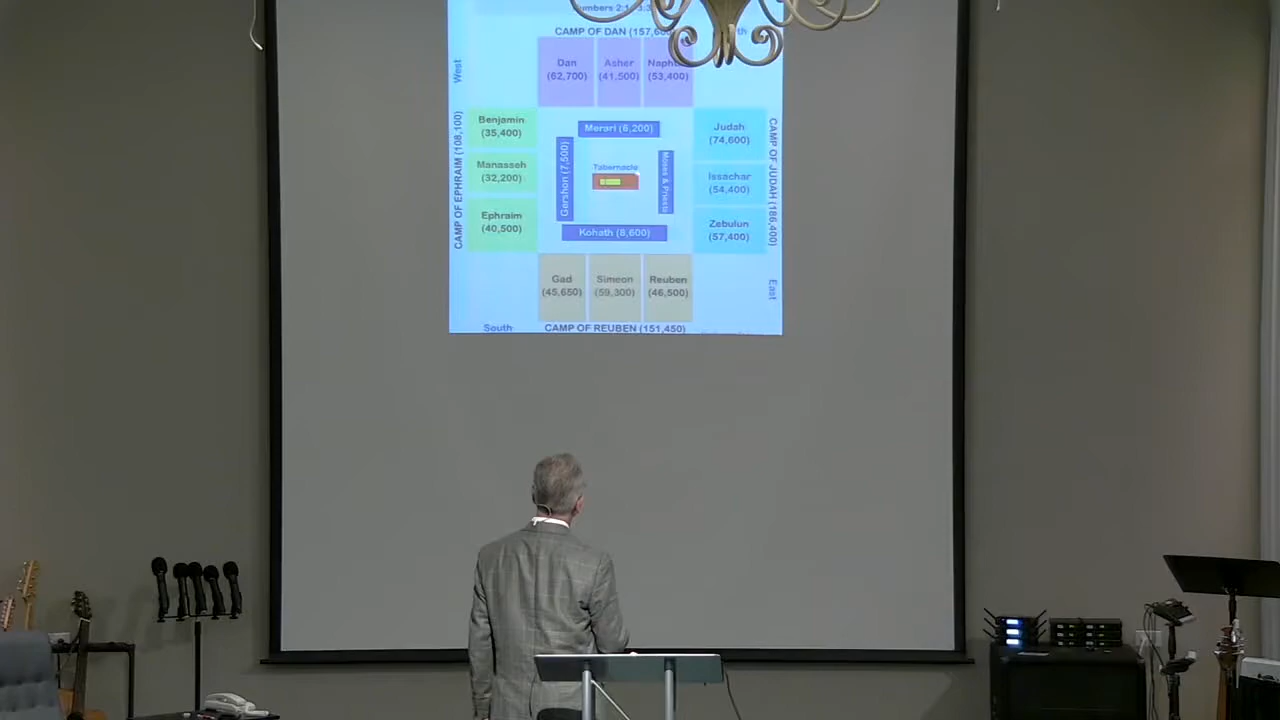 CAMP OF DAN
Dan
(62,700)
Asher
(41,500)
(53,400)
West
CAMP OF EPHRAIM (108,100)
Benjamin
(35,400)
Manasseh
(32,200)
Ephraim
(40,500)
Merari (6,200)
Gershon (7,500)
Tabernacle
Moses & Priests
Kohath (8,600)
Judah
(74,600)
Issachar
(54,400)
Zebulun
(57,400)
CAMP OF JUDAH (186,400)
East
Gad
(45,650)
Simeon
(59,300)
Reuben
(46,500)
South
CAMP OF REUBEN (151,450)